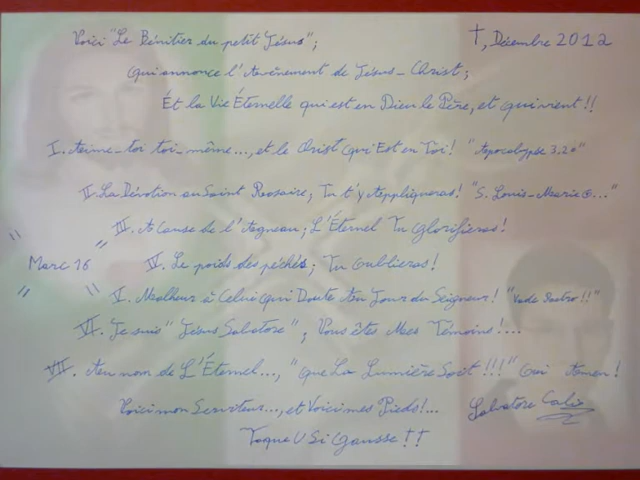 Voici "Le Bénitier du petit Jésus";
†, Décembre 2012
Qui annonce l'Avènement de Jésus-Christ;
Et la Vie Éternelle qui est en Dieu le Père, et qui vient!!
I. Aime-toi toi-même..., et le Christ qui Est en Toi! "Apocalypse 3,20"
II. La Dévotion au Saint Rosaire; Tu t'y Appliqueras! "S. Louis-Marie ..."
III. A Cause de l'Agneau; L'Éternel Tu Glorifieras!
" Marc 16 "
IV. Le poids des péchés; Tu Oublieras!
V. Malheur à Celui qui Doute Au Jour du Seigneur! "Vade !!"
VI. Je suis "Jésus Salvatore"; Vous êtes Mes Témoins!...
VII. Au nom de L'Éternel..., "Que La Lumière Soit!!!" Oui Amen!
Voici mon Serviteur..., et Voici mes Pieds!...
Salvatore
U Si !!